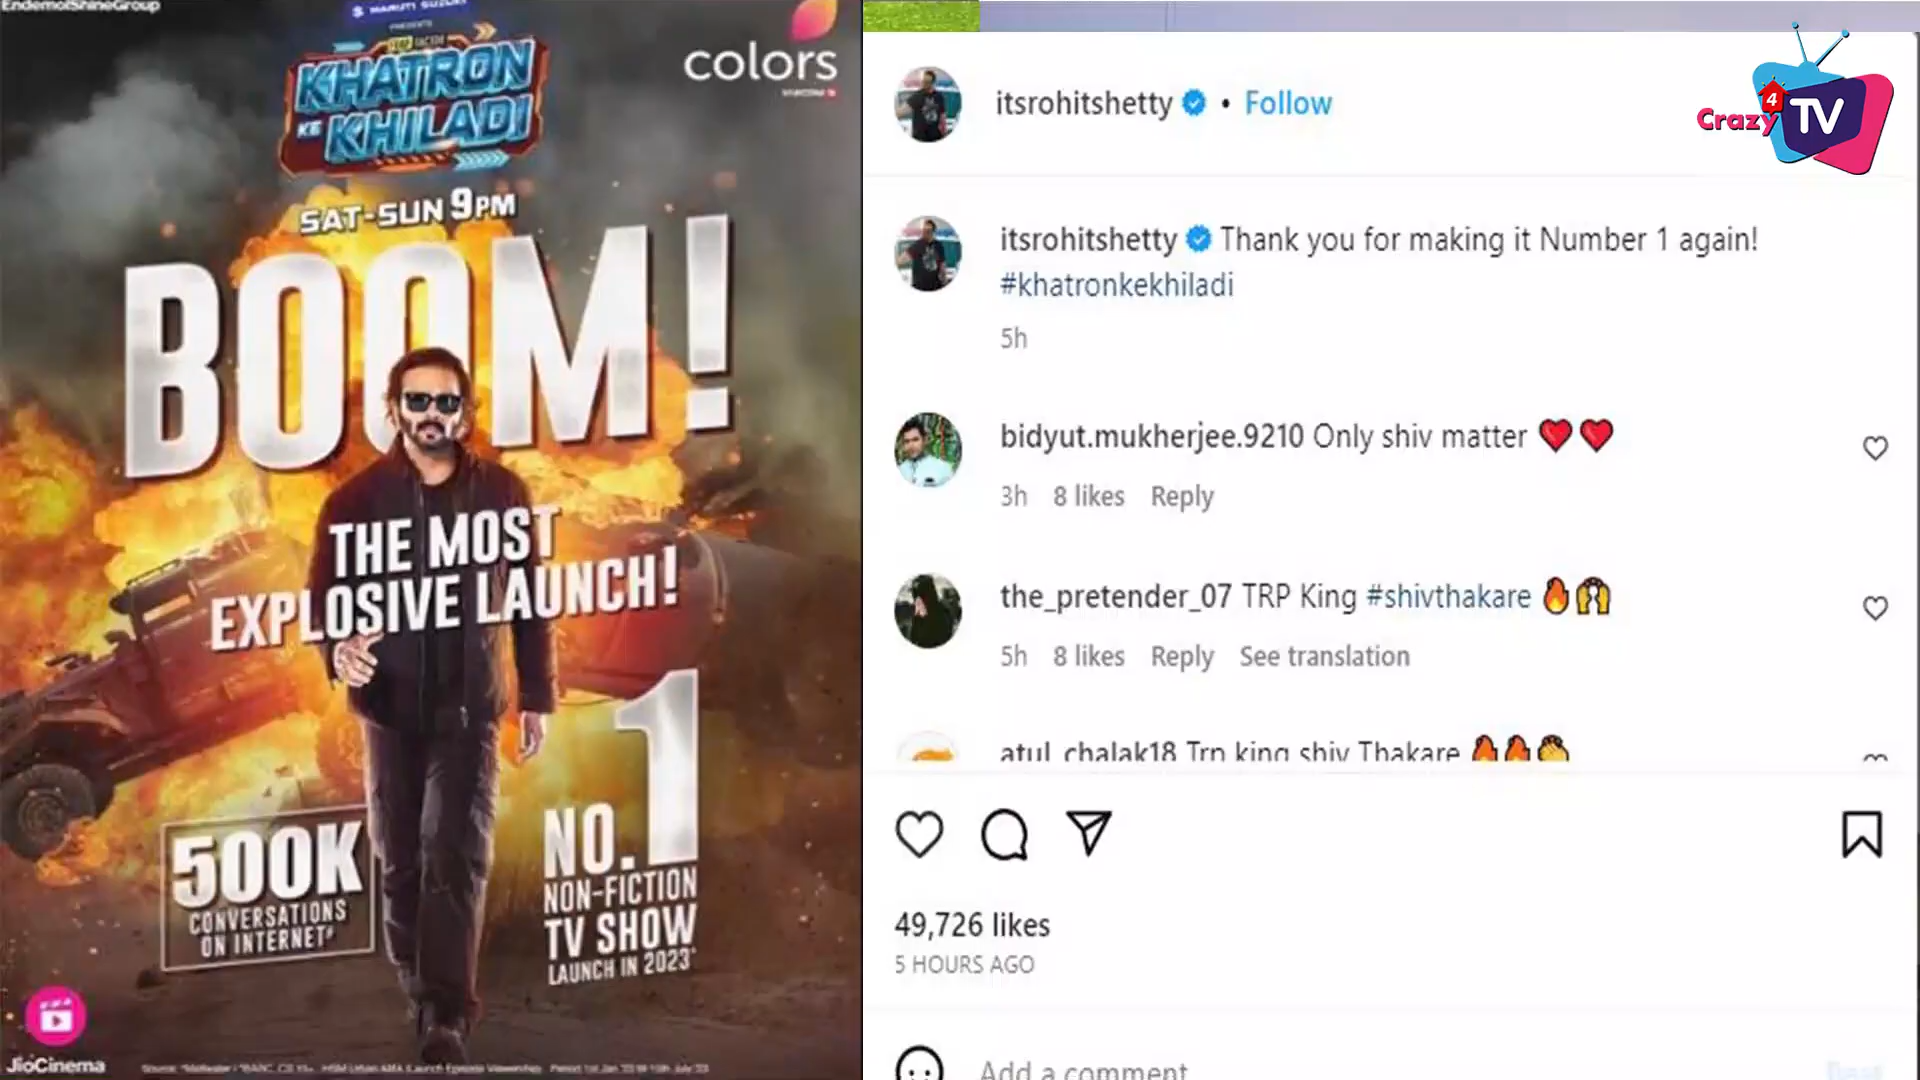 EndemolShineGroup
MARUTI SUZUKI
PRESENTS
KHATRON
KE KHILADI
colors
SAT-SUN 9PM
BOOM!
THE MOST
EXPLOSIVE LAUNCH!
500K
CONVERSATIONS
ON INTERNET#
NO.1
NON-FICTION
TV SHOW
LAUNCH IN 2023*
JioCinema
itsrohitshetty • Follow
Crazy 4 TV
itsrohitshetty Thank you for making it Number 1 again!
#khatronkekhiladi
5h
bidyut.mukherjee.9210 Only shiv matter ❤️❤️
3h 8 likes Reply
the_pretender_07 TRP King #shivthakare 🔥🙌
5h 8 likes Reply See translation
atul_chalak18 Trp king shiv Thakare 🔥🔥👏
49,726 likes
5 HOURS AGO
Add a comment
Post